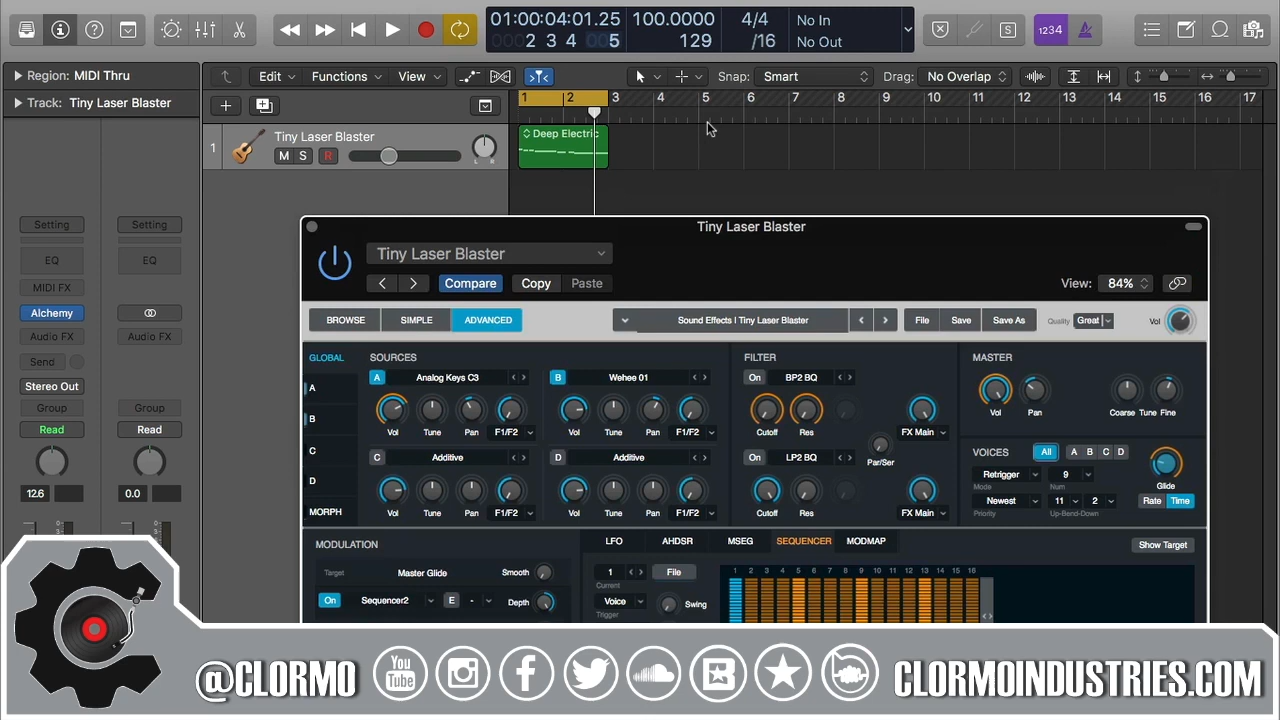 01:00:04:01.25 100.0000 4/4 No In
000 2 3 4 005 129 /16 No Out
1234
Region: MIDI Thru
Edit Functions View Snap: Smart Drag: No Overlap
Track: Tiny Laser Blaster
1 2 3 4 5 6 7 8 9 10 11 12 13 14 15 16 17
1 Tiny Laser Blaster
M S R L R
Deep Electric
Setting Setting
EQ EQ
MIDI FX
Alchemy
Audio FX Audio FX
Send
Stereo Out
Group Group
Read Read
12.6 0.0
Tiny Laser Blaster
Tiny Laser Blaster
Compare Copy Paste View: 84%
BROWSE SIMPLE ADVANCED Sound Effects | Tiny Laser Blaster File Save Save As Quality Great Vol
GLOBAL SOURCES FILTER MASTER
A A Analog Keys C3 B Wehee 01 On BP2 BQ
B
Vol Tune Pan F1/F2 Vol Tune Pan F1/F2 Cutoff Res FX Main Vol Pan Coarse Tune Fine
C C Additive D Additive On LP2 BQ Par/Ser VOICES All A B C D
D Retrigger 9 Glide
Mode Num
MORPH Vol Tune Pan F1/F2 Vol Tune Pan F1/F2 Cutoff Res FX Main Newest 11 2 Rate Time
Priority Up-Bend-Down
MODULATION LFO AHDSR MSEG SEQUENCER MODMAP Show Target
Target Master Glide Smooth 1 File 1 2 3 4 5 6 7 8 9 10 11 12 13 14 15 16
Current
On Sequencer2 E - Depth Voice Swing
Trigger
@CLORMO You Tube CLORMOINDUSTRIES.COM